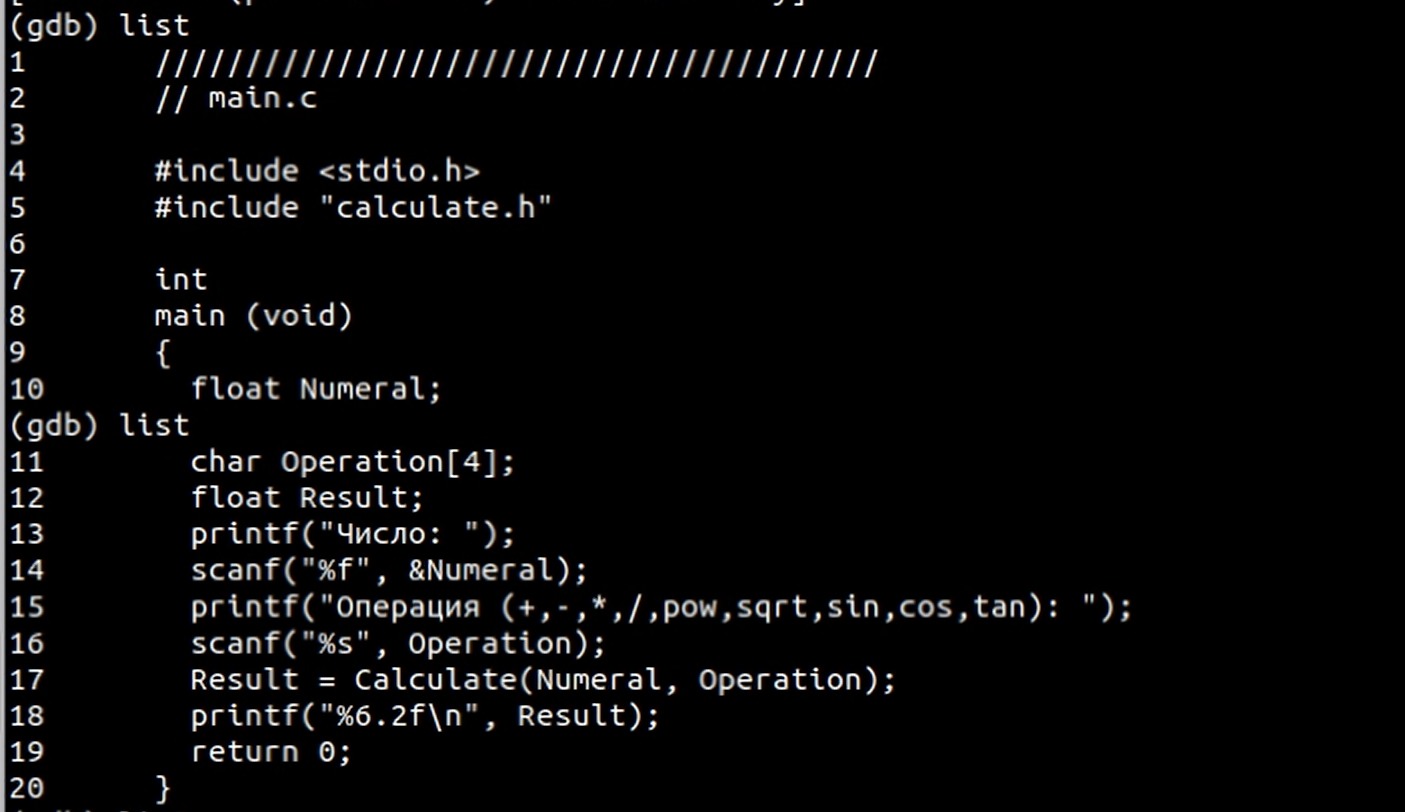 (gdb) list
1 ////////////////////////////////////////
2 // main.c
3
4 #include <stdio.h>
5 #include "calculate.h"
6
7 int
8 main (void)
9 {
10 float Numeral;
(gdb) list
11 char Operation[4];
12 float Result;
13 printf("Число: ");
14 scanf("%f", &Numeral);
15 printf("Операция (+,-,*,/,pow,sqrt,sin,cos,tan): ");
16 scanf("%s", Operation);
17 Result = Calculate(Numeral, Operation);
18 printf("%6.2f\n", Result);
19 return 0;
20 }